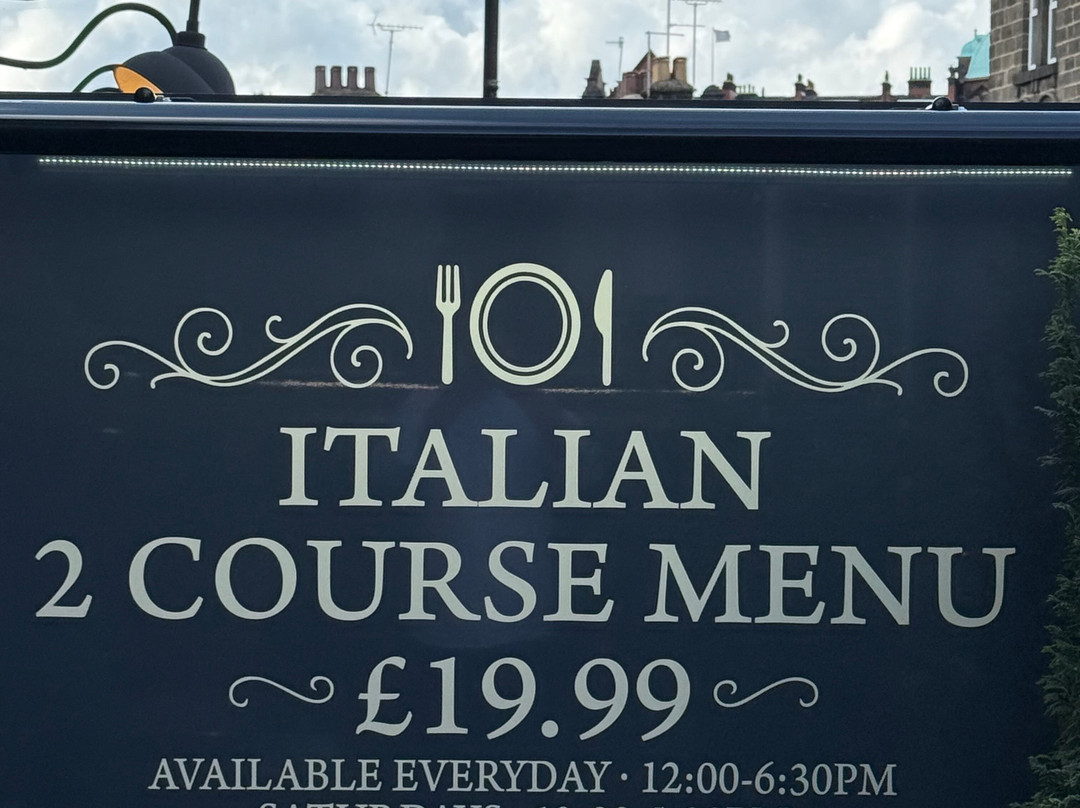 ITALIAN
2 COURSE MENU
£19.99
AVAILABLE EVERYDAY · 12:00-6:30PM